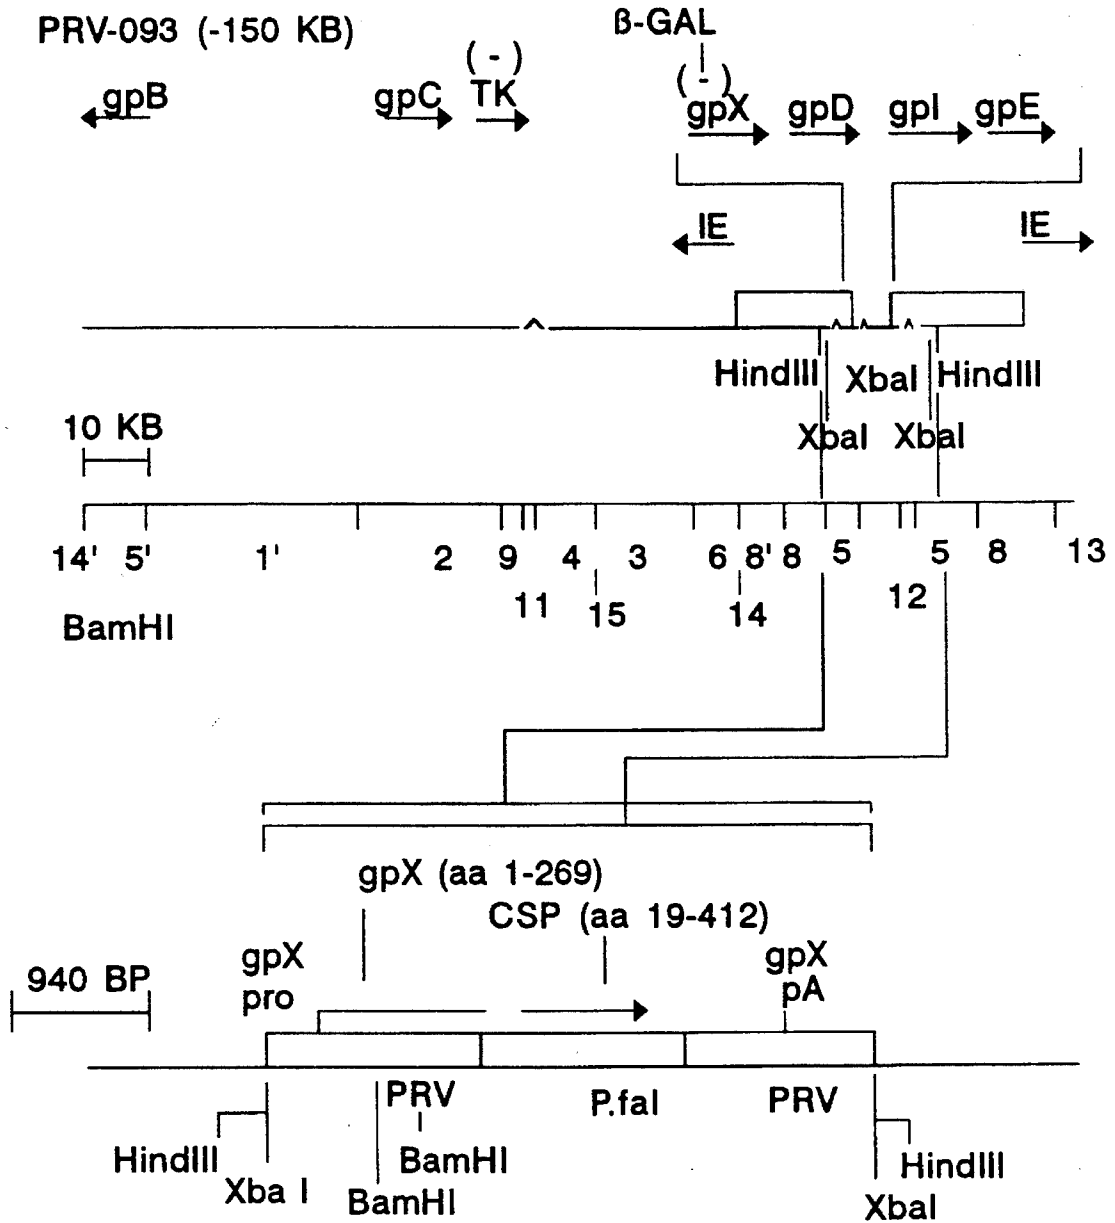 PRV-093 (-150 KB)
β-GAL
(-)
(-)
gpB
gpC
TK
gpX
gpD
gpI
gpE
IE
IE
HindIII
XbaI
HindIII
XbaI
XbaI
10 KB
14' 5' 1' 2 9 4 3 6 8' 8 5 5 8 13
11 15 14 12
BamHI
gpX (aa 1-269)
CSP (aa 19-412)
gpX
pro
gpX
pA
940 BP
PRV
P.fal
PRV
HindIII
Xba I
BamHI
BamHI
HindIII
XbaI